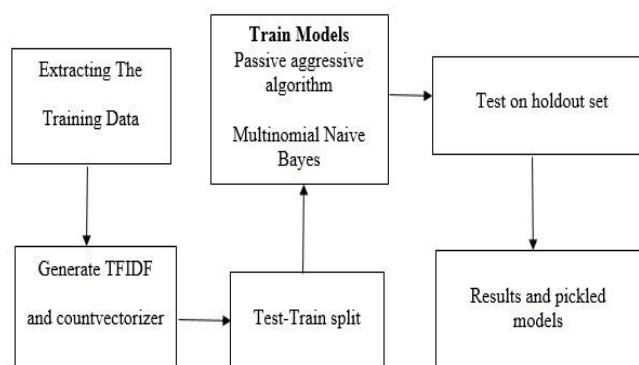 Extracting The
Training Data
Generate TFIDF
and countvectorizer
Test-Train split
Train Models
Passive aggressive
algorithm
Multinomial Naive
Bayes
Test on holdout set
Results and pickled
models